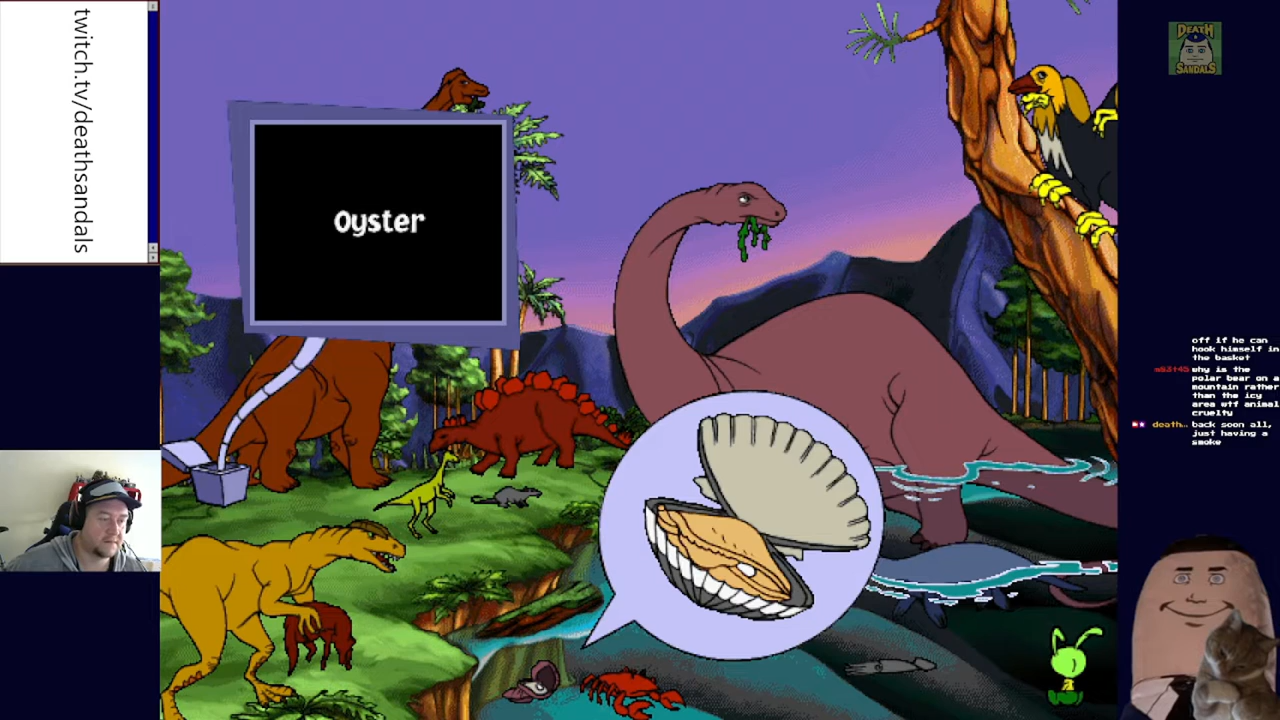 twitch.tv/deathsandals
Oyster
DEATH
SANDALS
off if he can
hook himself in
the basket
why is the
polar bear on a
mountain rather
than the icy
area wtf animal
cruelty
death… back soon all,
just having a
smoke